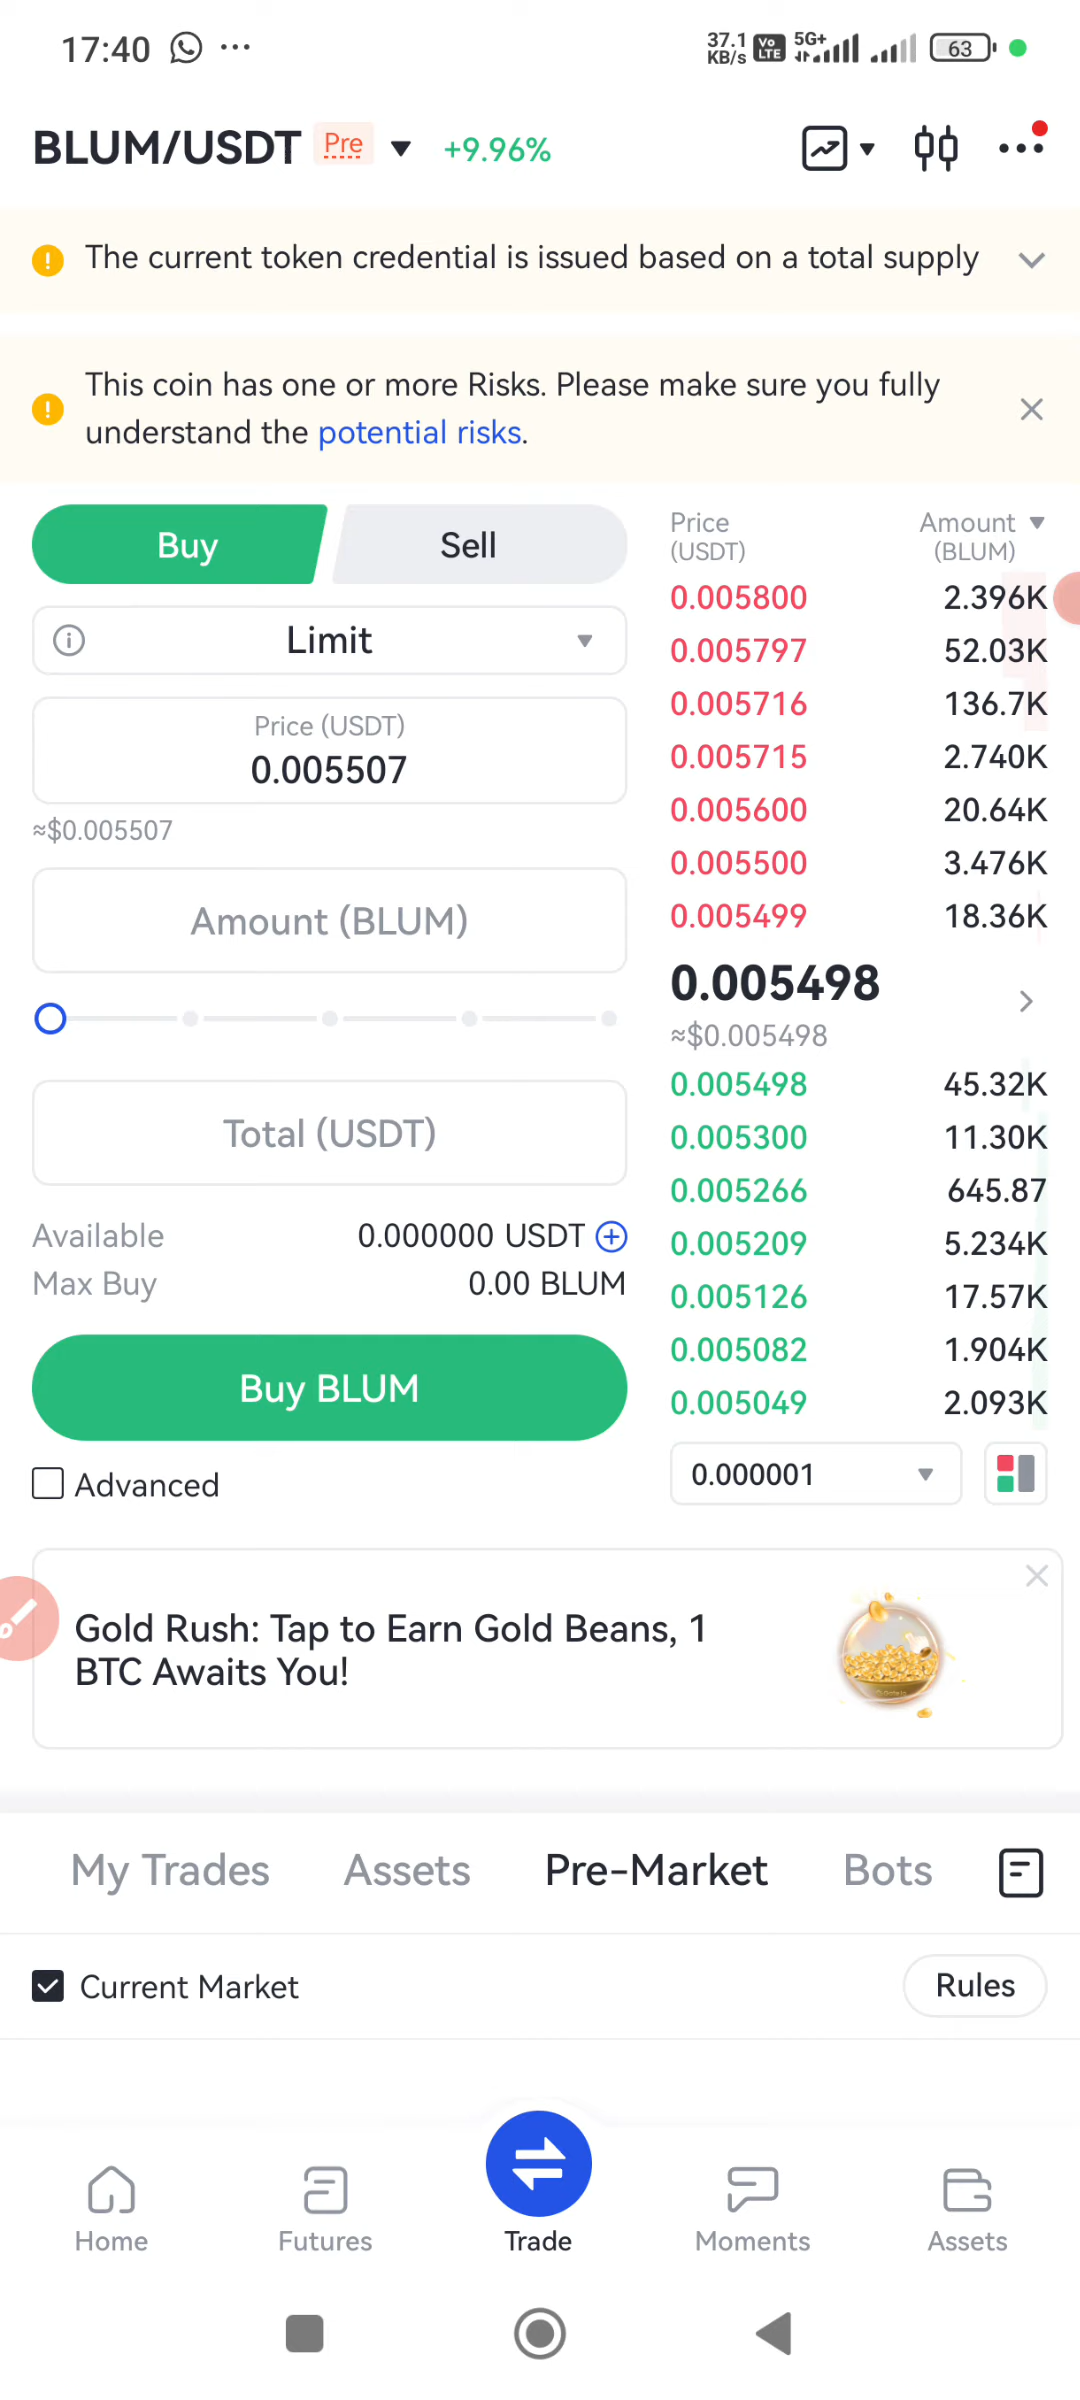 17:40
37.1 KB/s Vo LTE 5G+ 63
BLUM/USDT Pre +9.96%
The current token credential is issued based on a total supply
This coin has one or more Risks. Please make sure you fully
understand the potential risks.
Buy Sell
Limit
Price (USDT)
0.005507
≈$0.005507
Amount (BLUM)
Total (USDT)
Available 0.000000 USDT
Max Buy 0.00 BLUM
Buy BLUM
Advanced
Price Amount
(USDT) (BLUM)
0.005800 2.396K
0.005797 52.03K
0.005716 136.7K
0.005715 2.740K
0.005600 20.64K
0.005500 3.476K
0.005499 18.36K
0.005498
≈$0.005498
0.005498 45.32K
0.005300 11.30K
0.005266 645.87
0.005209 5.234K
0.005126 17.57K
0.005082 1.904K
0.005049 2.093K
0.000001
Gold Rush: Tap to Earn Gold Beans, 1
BTC Awaits You!
My Trades Assets Pre-Market Bots
Current Market Rules
Home Futures Trade Moments Assets